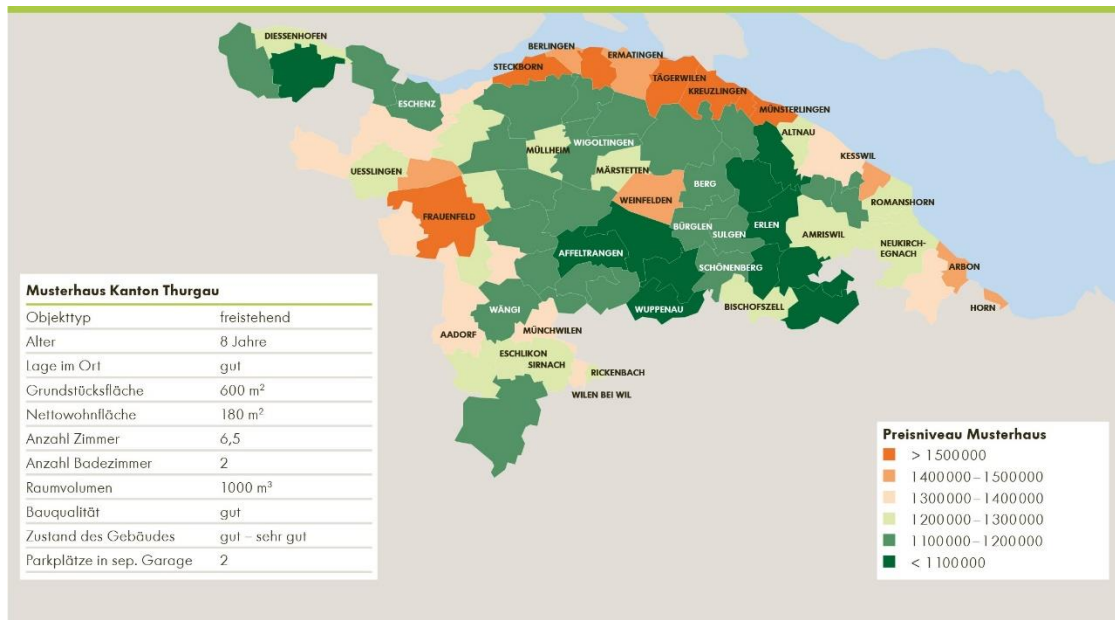 DIESSENHOFEN
BERLINGEN
ERMATINGEN
STECKBORN
TÄGERWILEN
KREUZLINGEN
ESCHENZ
MÜNSTERLINGEN
ALTNAU
WIGOLTINGEN
MÜLLHEIM
KESSWIL
UESSLINGEN
MÄRSTETTEN
BERG
WEINFELDEN
ROMANSHORN
FRAUENFELD
BÜRGLEN
ERLEN
SULGEN
AMRISWIL
NEUKIRCH-
EGNACH
AFFELTRANGEN
SCHÖNENBERG
ARBON
WÄNGI
WUPPENAU
BISCHOFSZELL
HORN
AADORF
MÜNCHWILEN
ESCHLIKON
SIRNACH
RICKENBACH
WILEN BEI WIL
Musterhaus Kanton Thurgau
Objekttyp freistehend
Alter 8 Jahre
Lage im Ort gut
Grundstücksfläche 600 m²
Nettowohnfläche 180 m²
Anzahl Zimmer 6,5
Anzahl Badezimmer 2
Raumvolumen 1000 m³
Bauqualität gut
Zustand des Gebäudes gut – sehr gut
Parkplätze in sep. Garage 2
Preisniveau Musterhaus
> 1 500 000
1 400 000 – 1 500 000
1 300 000 – 1 400 000
1 200 000 – 1 300 000
1 100 000 – 1 200 000
< 1 100 000